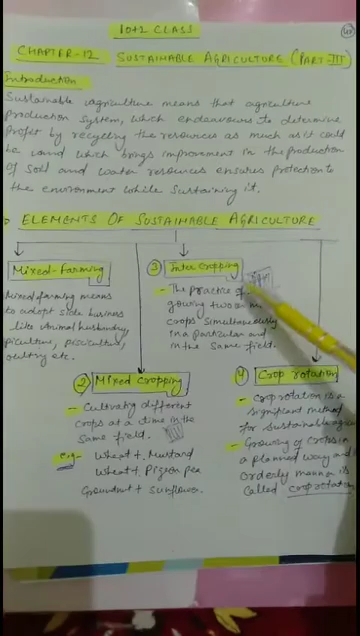 10+1 CLASS
CHAPTER-12 SUSTAINABLE AGRICULTURE (PART III)
Introduction
Sustainable agriculture means that agriculture
production system, which endeavours to determine
profit by recycling the resources as much as it could
be used which brings improvement in the production
of soil and water resources ensures protection to
the environment while sustaining it.
ELEMENTS OF SUSTAINABLE AGRICULTURE
Mixed-Farming
Mixed farming means
to adopt side business
like Animal husbandry
piculture, pisciculture,
oultry etc.
② Mixed Cropping
- Cultivating different
crops at a time in the
same field.
e.g:- Wheat + Mustard
Wheat + Pigeon pea
Groundnut + Sunflower.
③ Inter Cropping
- The practice of
growing two
crops simultaneously
in a particular and
in the same field.
④ Crop rotation
- Crop rotation is a
significant method
for sustainable agri
- Growing of crops in
a planned way and
orderly manner is
called crop rotation